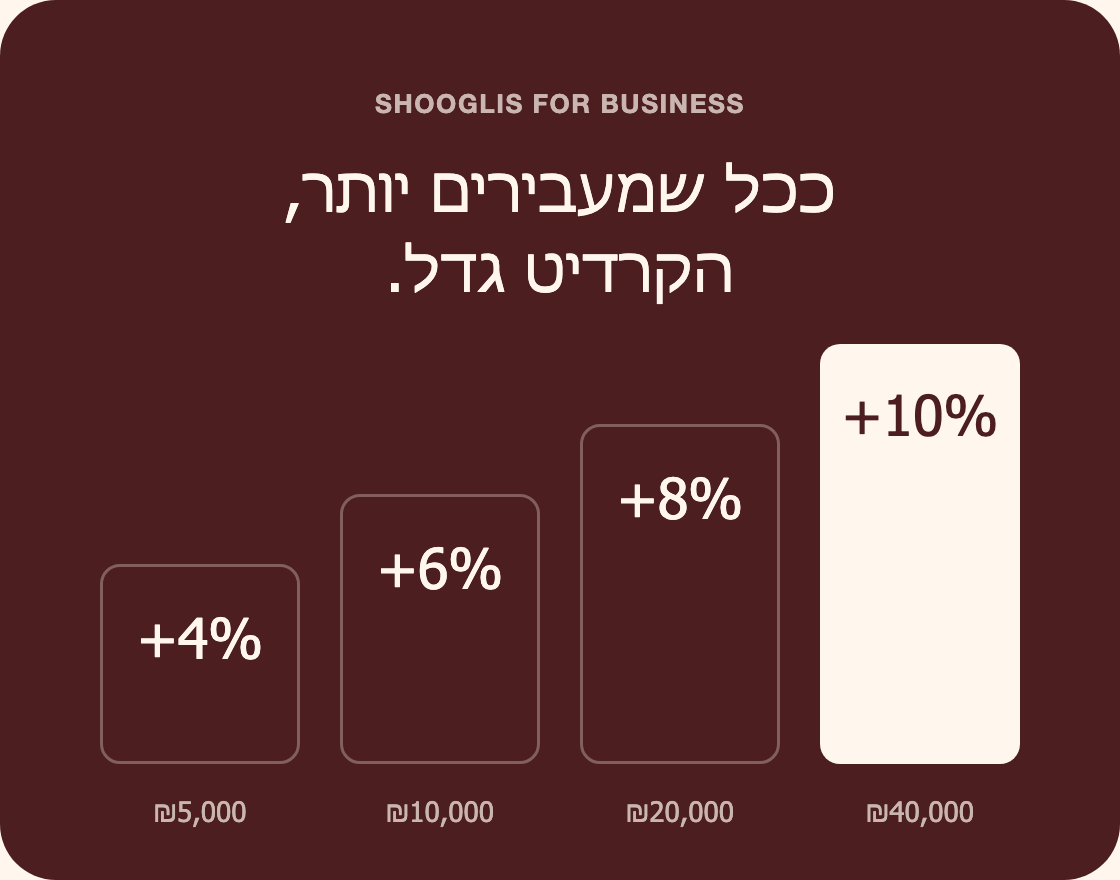 SHOOGLIS FOR BUSINESS
ככל שמעבירים יותר,
הקרדיט גדל.
+4%
+6%
+8%
+10%
₪5,000
₪10,000
₪20,000
₪40,000